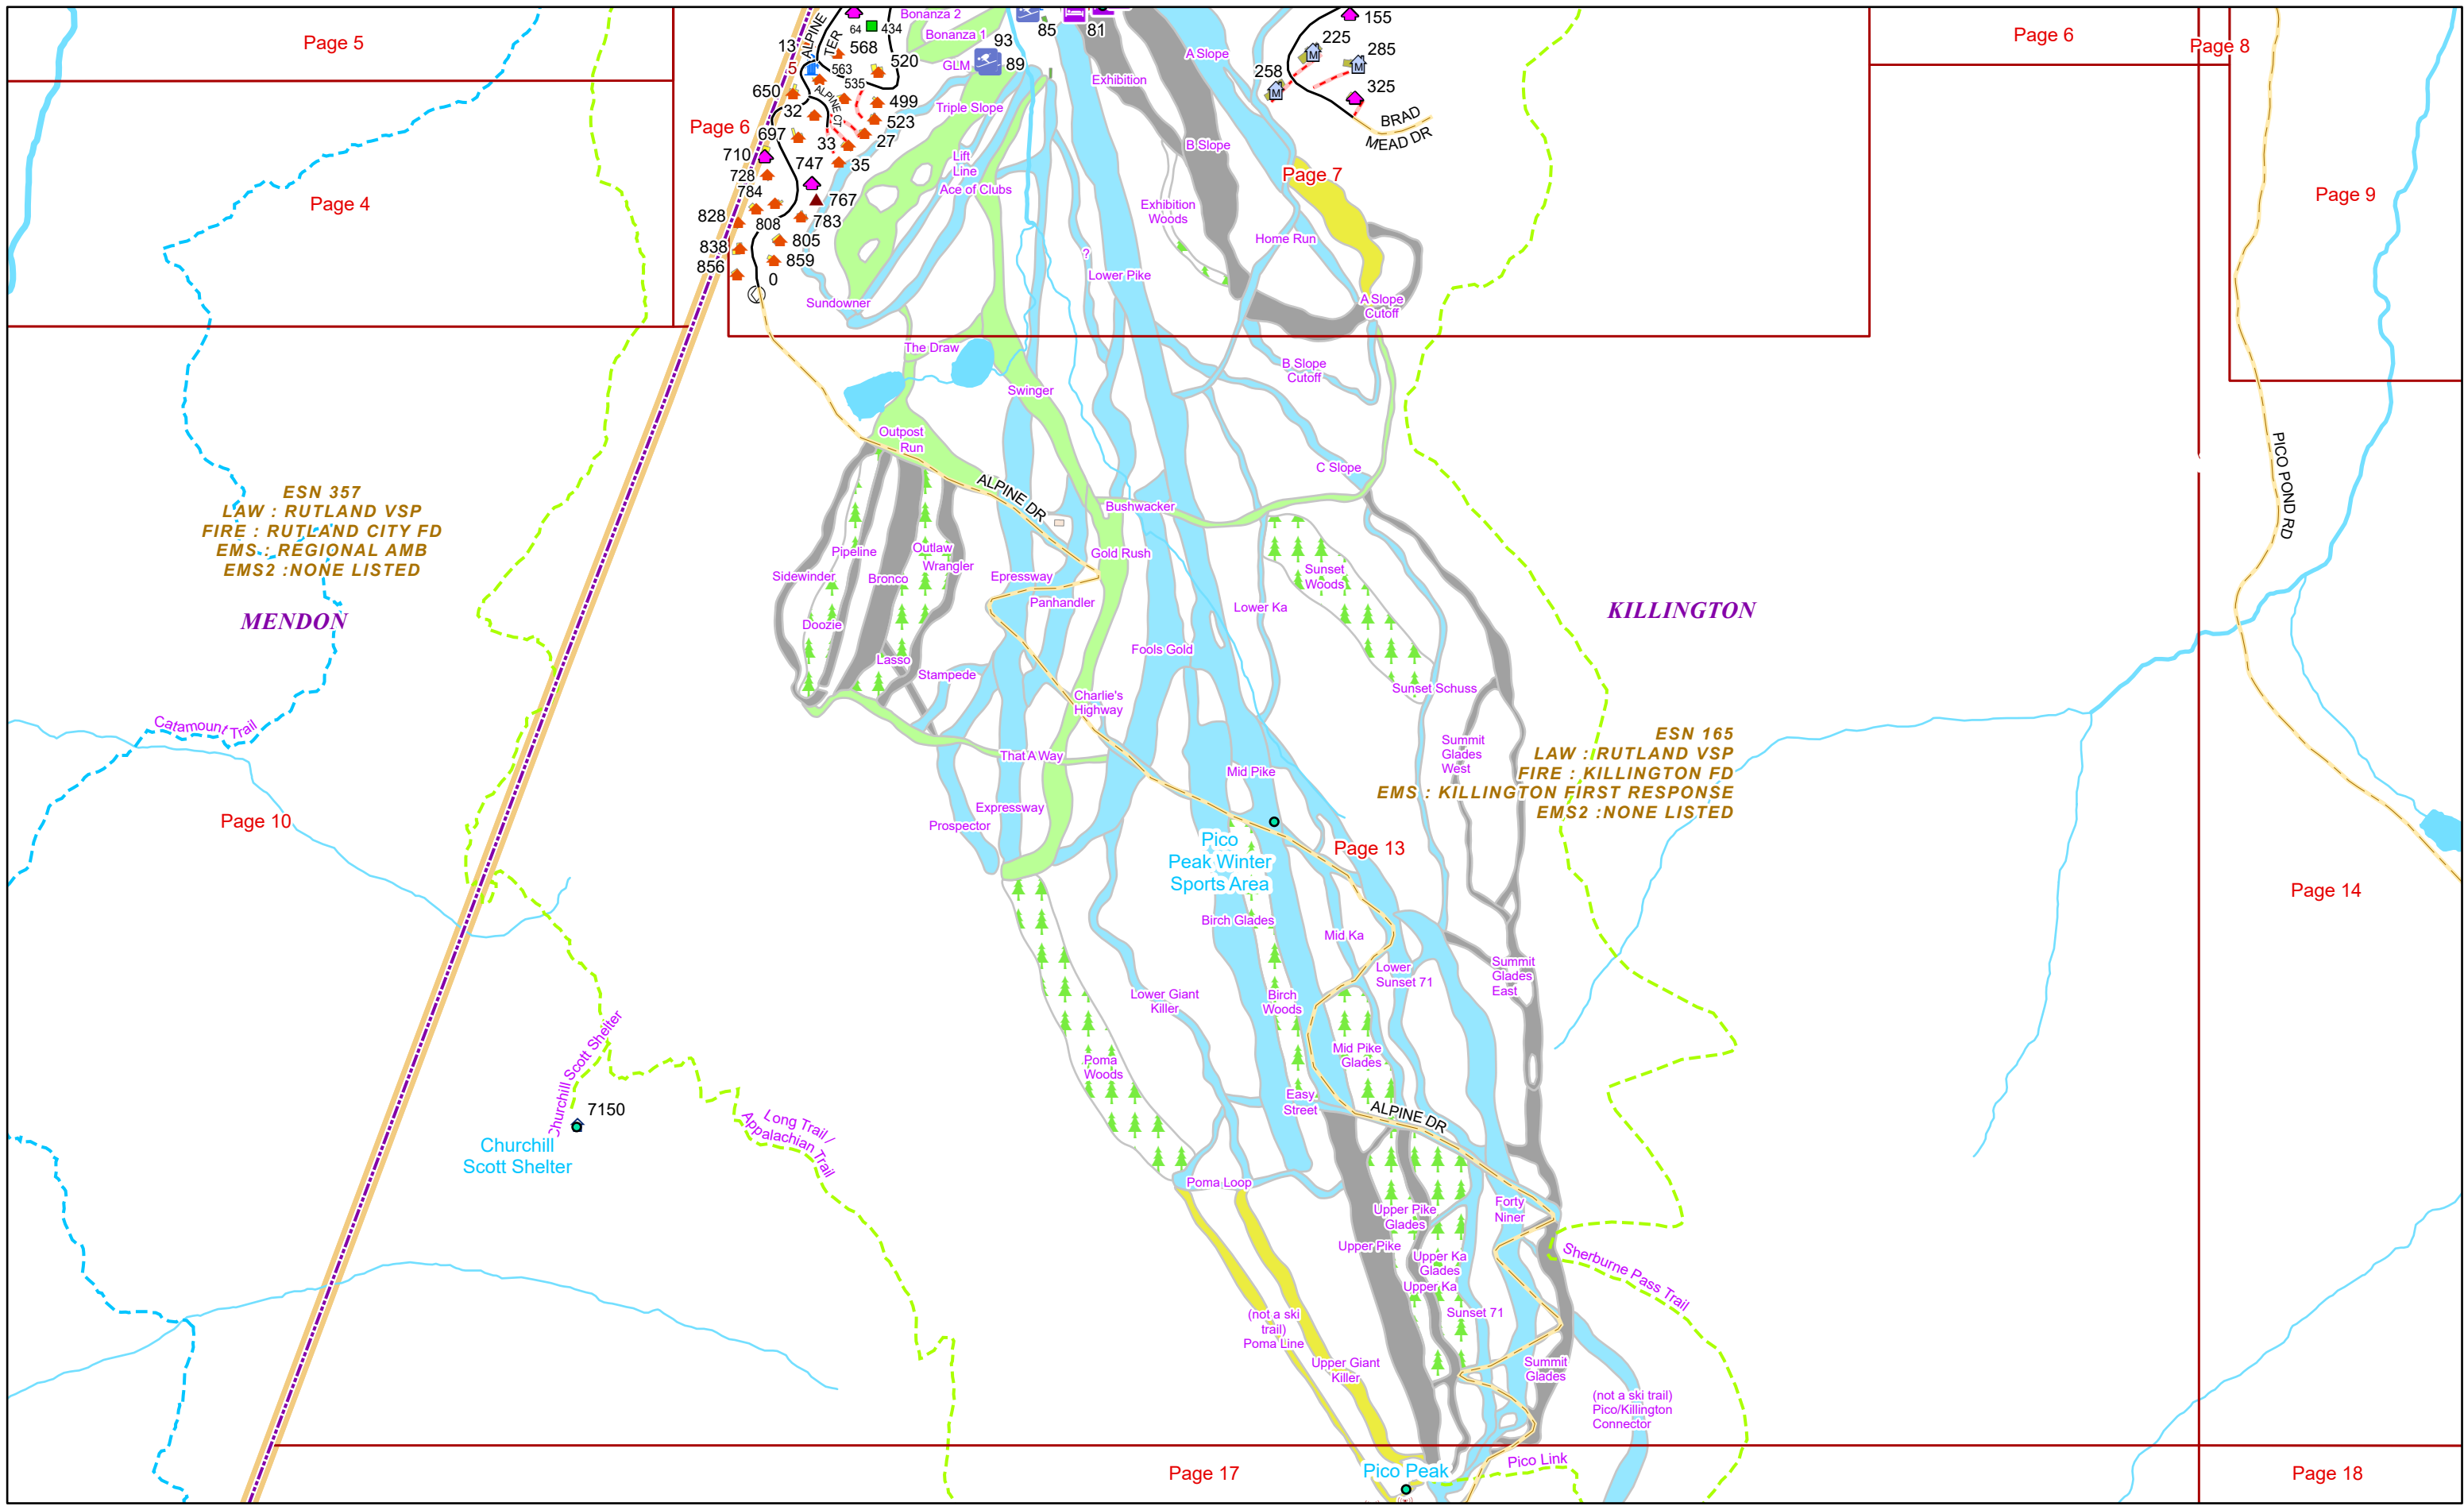 Page 5
Page 6
Page 4
Page 6
Page 8
Page 9
Page 7
ALPINE
TER
13
5
64
434
568
563
520
535
650
32
ALPINE CT
499
523
697
33
27
710
747
35
728
784
767
828
808
783
838
805
856
859
0
Bonanza 2
Bonanza 1
GLM
93
89
85
81
Triple Slope
Lift
Line
Ace of Clubs
Sundowner
Exhibition
A Slope
B Slope
Exhibition
Woods
?
Lower Pike
Home Run
A Slope
Cutoff
155
225
285
258
325
BRAD
MEAD DR
The Draw
Swinger
B Slope
Cutoff
Outpost
Run
C Slope
ALPINE DR
Bushwacker
PICO POND RD
ESN 357
LAW : RUTLAND VSP
FIRE : RUTLAND CITY FD
EMS : REGIONAL AMB
EMS2 :NONE LISTED
MENDON
Pipeline
Outlaw
Wrangler
Sidewinder
Bronco
Epressway
Gold Rush
Panhandler
Doozie
Lasso
Stampede
Fools Gold
Lower Ka
Sunset
Woods
KILLINGTON
Charlie's
Highway
Sunset Schuss
Catamount Trail
That A Way
Mid Pike
Summit
Glades
West
ESN 165
LAW : RUTLAND VSP
FIRE : KILLINGTON FD
EMS : KILLINGTON FIRST RESPONSE
EMS2 :NONE LISTED
Page 10
Expressway
Prospector
Pico
Peak Winter
Sports Area
Page 13
Page 14
Birch Glades
Mid Ka
Lower
Sunset 71
Summit
Glades
East
Lower Giant
Killer
Birch
Woods
Mid Pike
Glades
Poma
Woods
Easy
Street
ALPINE DR
Churchill Scott Shelter
7150
Churchill
Scott Shelter
Long Trail /
Appalachian Trail
Poma Loop
Forty
Niner
Upper Pike
Glades
Upper Pike
Upper Ka
Glades
Upper Ka
Sherburne Pass Trail
Sunset 71
(not a ski
trail)
Poma Line
Upper Giant
Killer
Summit
Glades
(not a ski trail)
Pico/Killington
Connector
Pico Link
Page 17
Pico Peak
Page 18